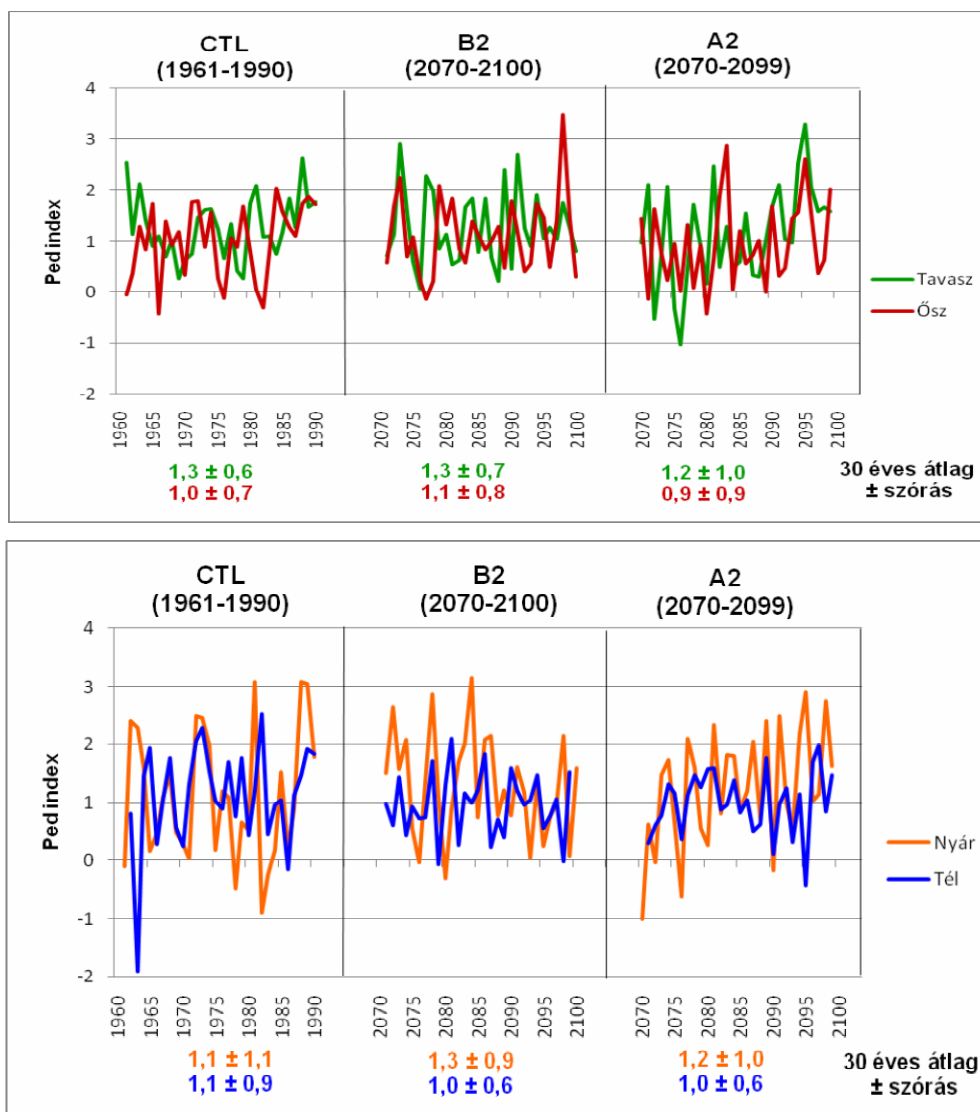 CTL
(1961-1990)
B2
(2070-2100)
A2
(2070-2099)
Ped index
4
3
2
1
0
-1
-2
Tavasz
Ősz
1960
1965
1970
1975
1980
1985
1990
2070
2075
2080
2085
2090
2095
2100
2070
2075
2080
2085
2090
2095
2100
1,3 ± 0,6
1,0 ± 0,7
1,3 ± 0,7
1,1 ± 0,8
1,2 ± 1,0
0,9 ± 0,9
30 éves átlag
± szórás
CTL
(1961-1990)
B2
(2070-2100)
A2
(2070-2099)
Ped index
4
3
2
1
0
-1
-2
Nyár
Tél
1960
1965
1970
1975
1980
1985
1990
2070
2075
2080
2085
2090
2095
2100
2070
2075
2080
2085
2090
2095
2100
1,1 ± 1,1
1,1 ± 0,9
1,3 ± 0,9
1,0 ± 0,6
1,2 ± 1,0
1,0 ± 0,6
30 éves átlag
± szórás